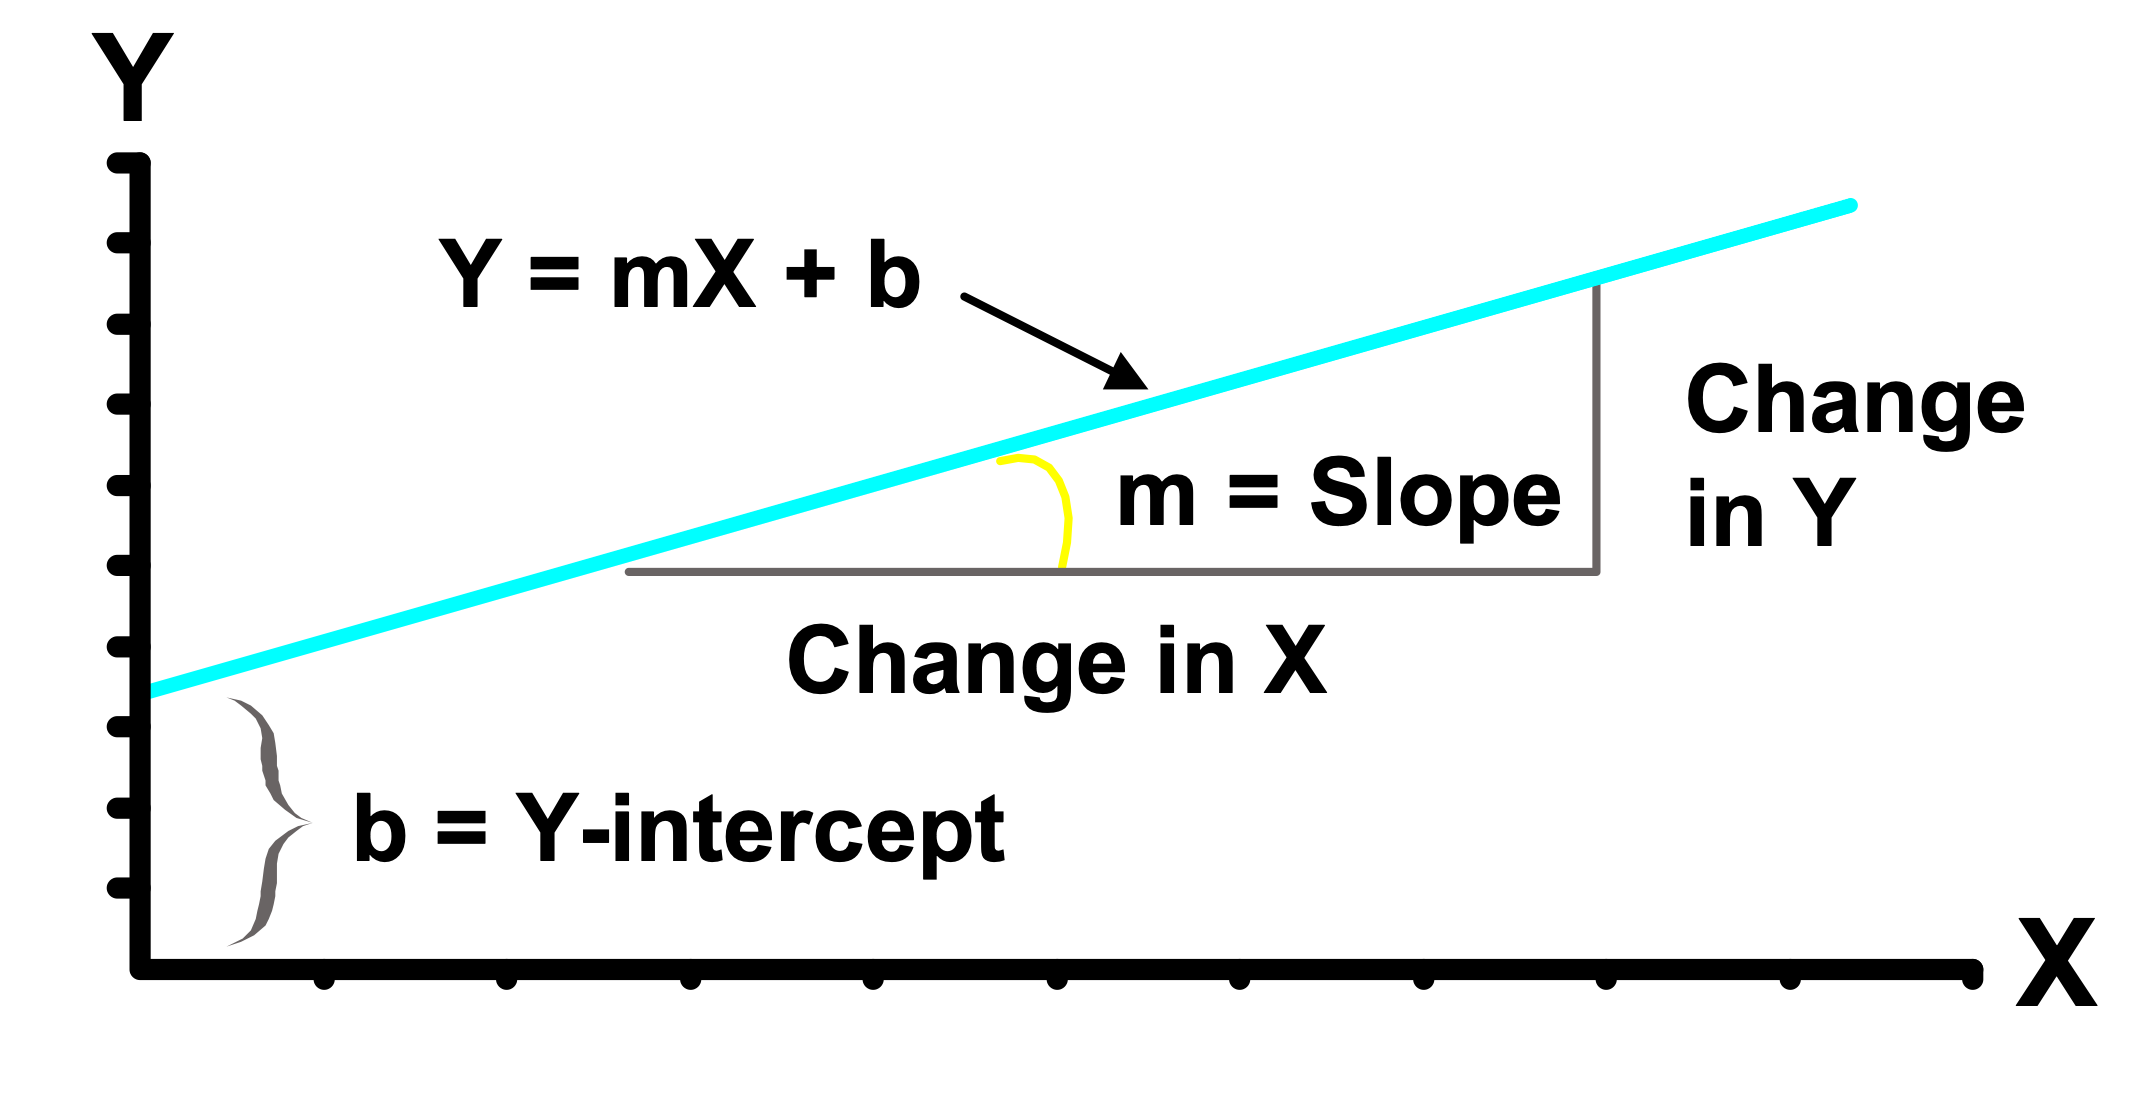 Y
Y = mX + b
Change
in Y
m = Slope
Change in X
b = Y-intercept
X